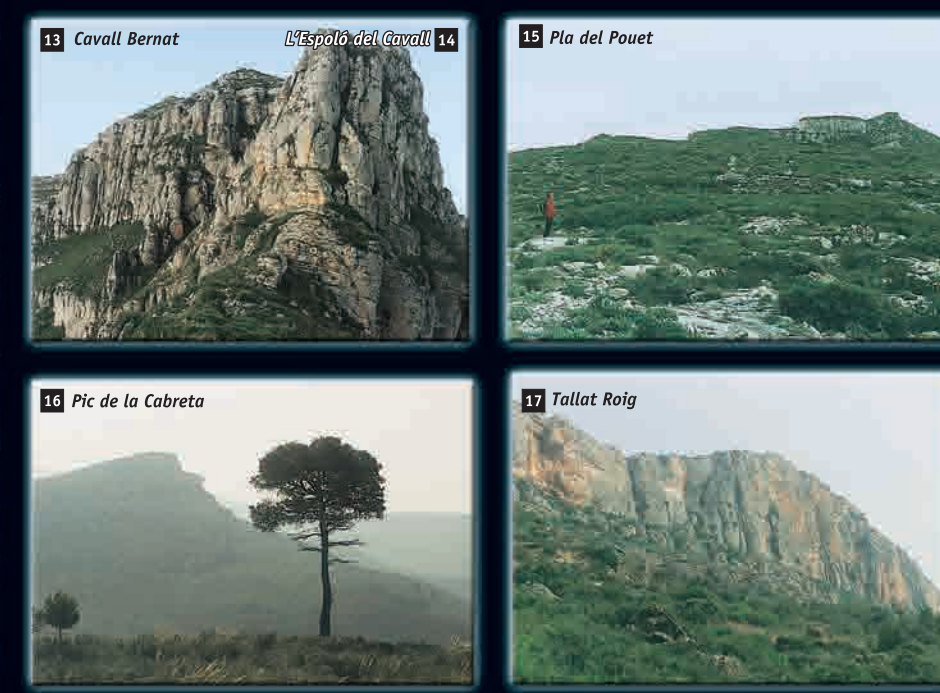 13 Cavall Bernat
L'Espoló del Cavall 14
15 Pla del Pouet
16 Pic de la Cabreta
17 Tallat Roig